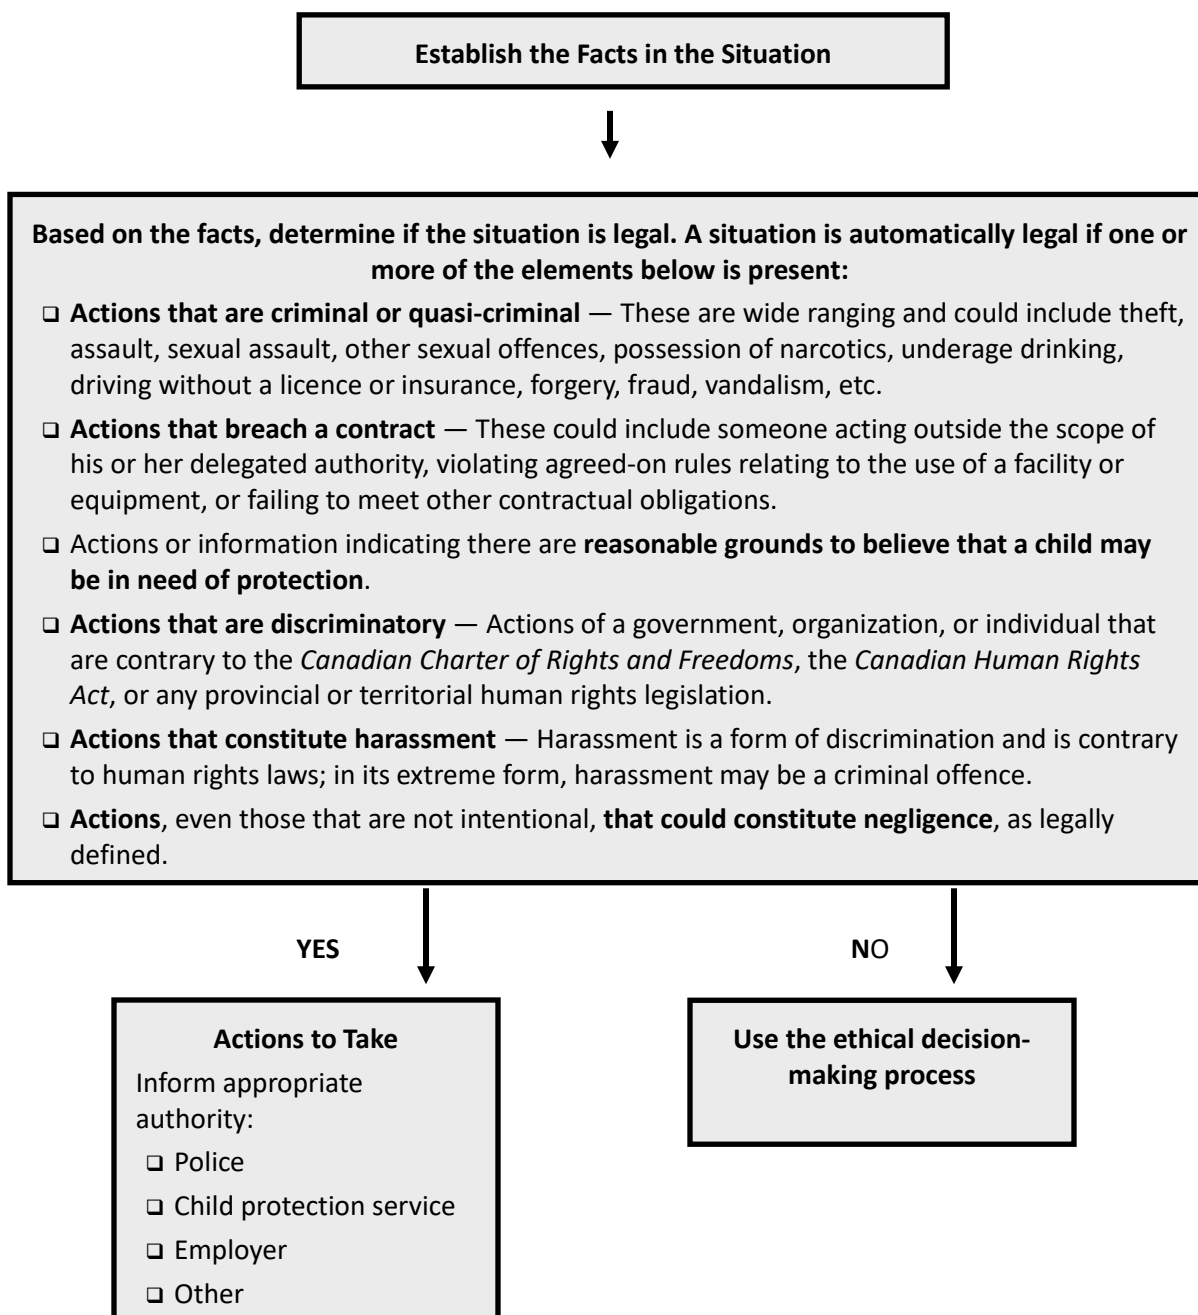 Establish the Facts in the Situation
Based on the facts, determine if the situation is legal. A situation is automatically legal if one or
more of the elements below is present:
❑ Actions that are criminal or quasi-criminal — These are wide ranging and could include theft,
assault, sexual assault, other sexual offences, possession of narcotics, underage drinking,
driving without a licence or insurance, forgery, fraud, vandalism, etc.
❑ Actions that breach a contract — These could include someone acting outside the scope of
his or her delegated authority, violating agreed-on rules relating to the use of a facility or
equipment, or failing to meet other contractual obligations.
❑ Actions or information indicating there are reasonable grounds to believe that a child may
be in need of protection.
❑ Actions that are discriminatory — Actions of a government, organization, or individual that
are contrary to the Canadian Charter of Rights and Freedoms, the Canadian Human Rights
Act, or any provincial or territorial human rights legislation.
❑ Actions that constitute harassment — Harassment is a form of discrimination and is contrary
to human rights laws; in its extreme form, harassment may be a criminal offence.
❑ Actions, even those that are not intentional, that could constitute negligence, as legally
defined.
YES
NO
Actions to Take
Inform appropriate
authority:
❑ Police
❑ Child protection service
❑ Employer
❑ Other
Use the ethical decision-
making process